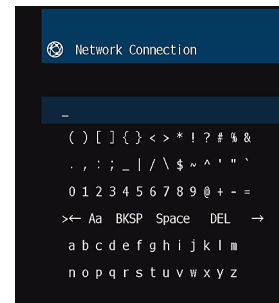 Network Connection
_
( ) [ ] { } < > * ! ? # % &
. , : ; _ | / \ $ ~ ^ ' " `
0 1 2 3 4 5 6 7 8 9 @ + - =
>← Aa BKSP Space DEL →
a b c d e f g h i j k l m
n o p q r s t u v w x y z